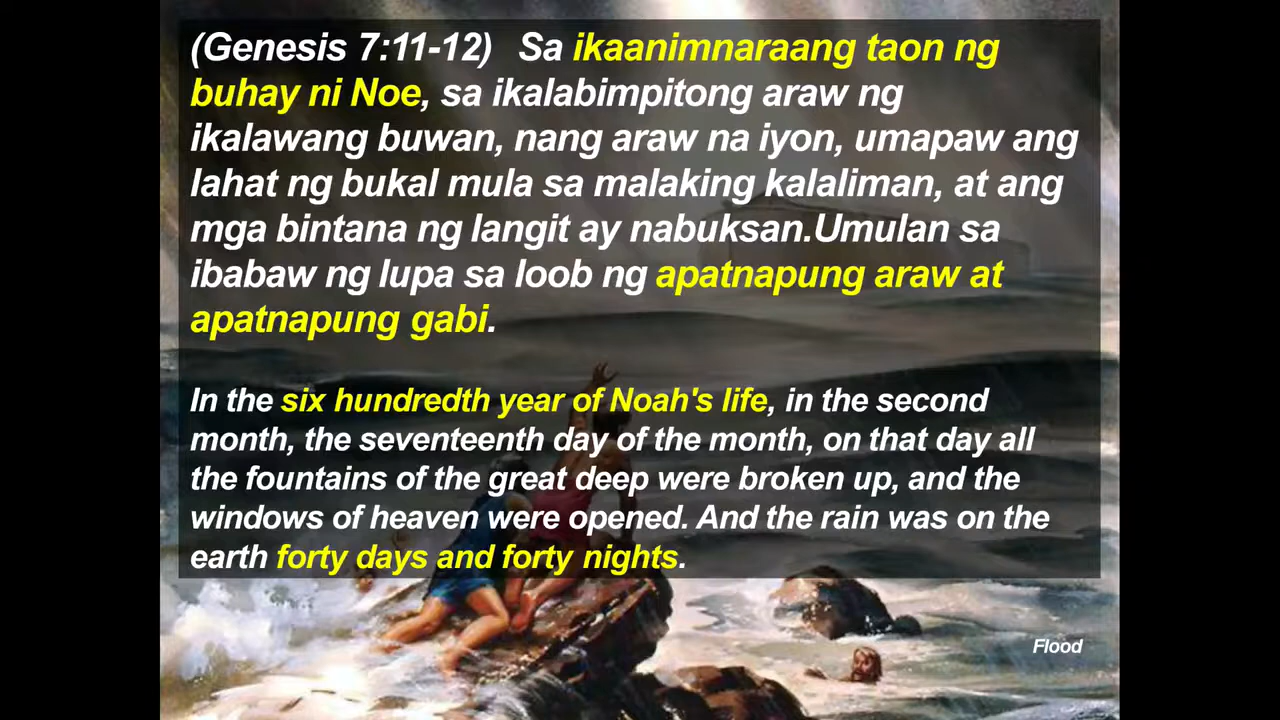 (Genesis 7:11-12) Sa ikaanimnaraang taon ng
buhay ni Noe, sa ikalabimpitong araw ng
ikalawang buwan, nang araw na iyon, umapaw ang
lahat ng bukal mula sa malaking kalaliman, at ang
mga bintana ng langit ay nabuksan.Umulan sa
ibabaw ng lupa sa loob ng apatnapung araw at
apatnapung gabi.
In the six hundredth year of Noah's life, in the second
month, the seventeenth day of the month, on that day all
the fountains of the great deep were broken up, and the
windows of heaven were opened. And the rain was on the
earth forty days and forty nights.
Flood